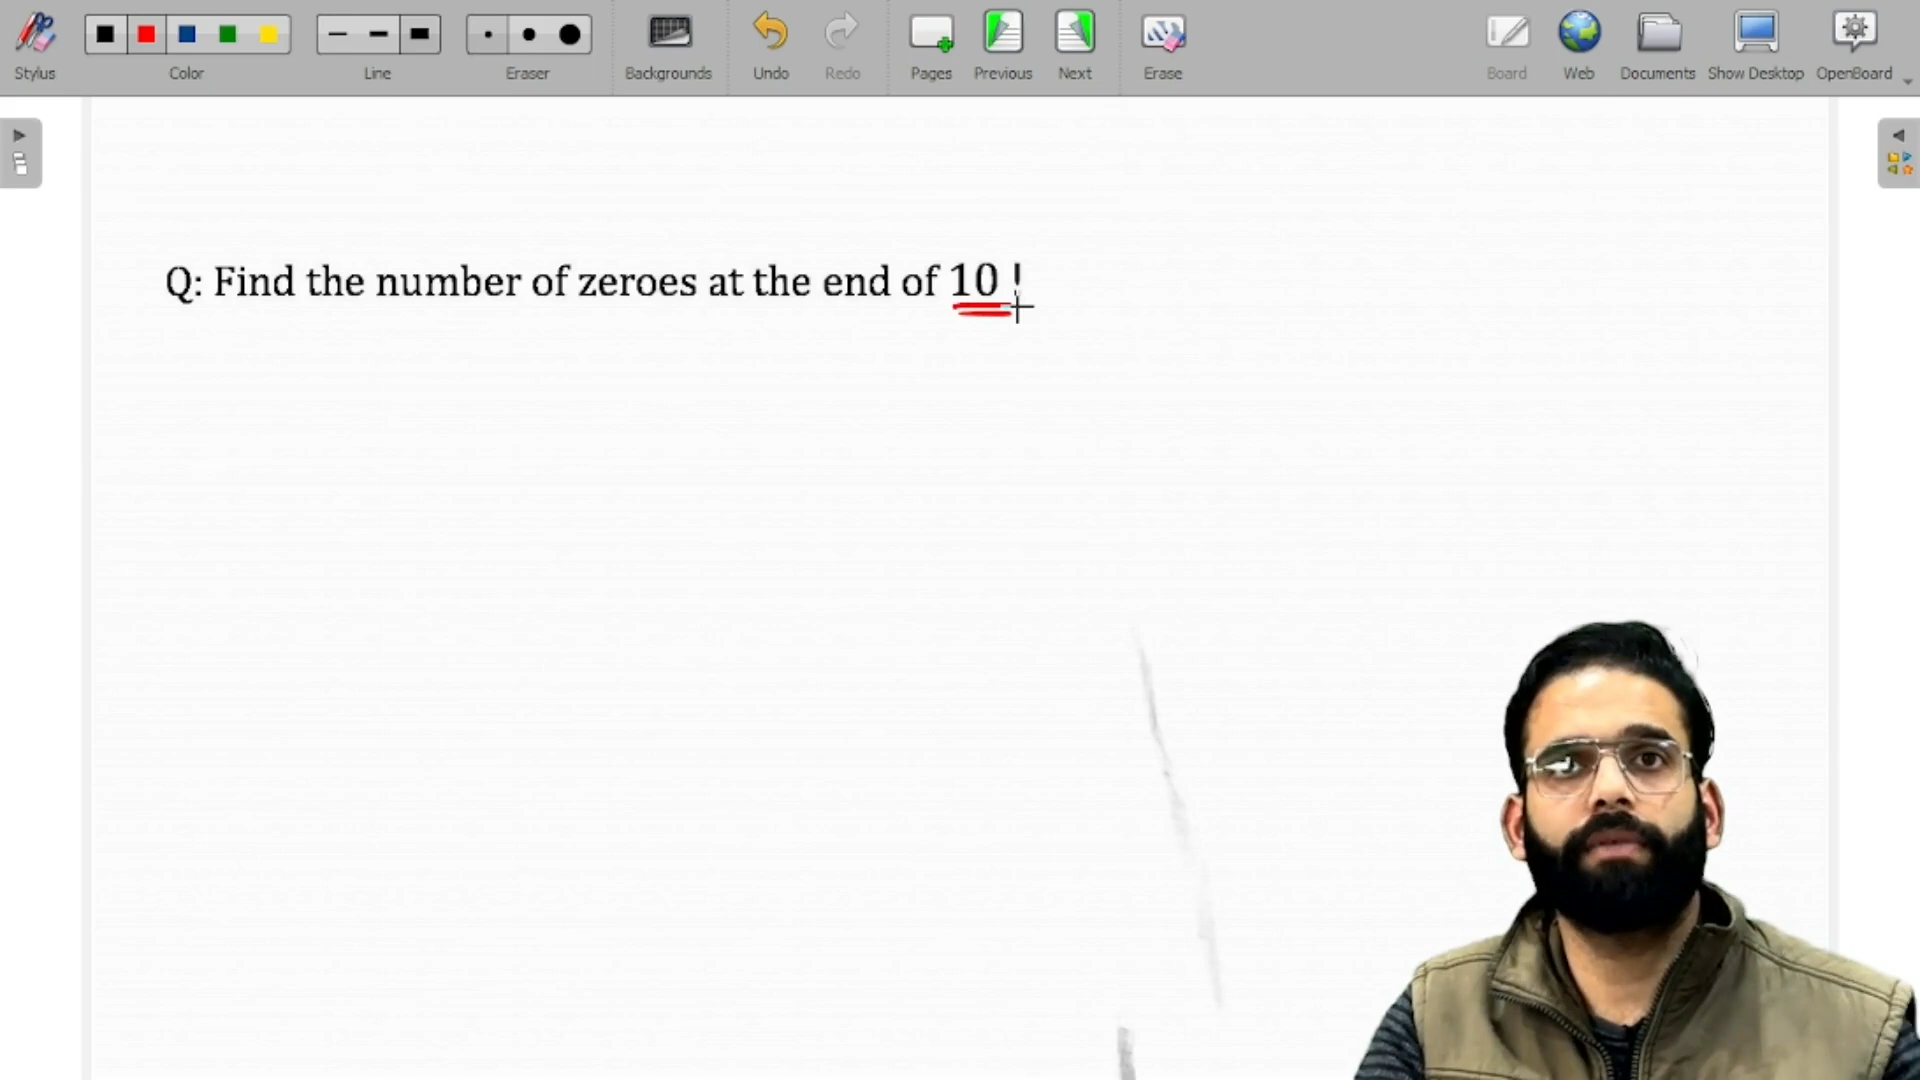 Stylus
Color
Line
Eraser
Backgrounds
Undo
Redo
Pages
Previous
Next
Erase
Board
Web
Documents
Show Desktop
OpenBoard
Q: Find the number of zeroes at the end of 10 !